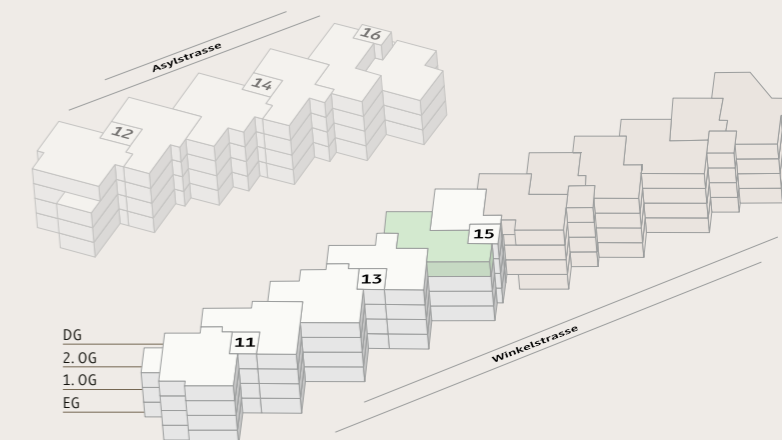 16
Asylstrasse
14
12
15
13
11
DG
2. OG
1. OG
EG
Winkelstrasse